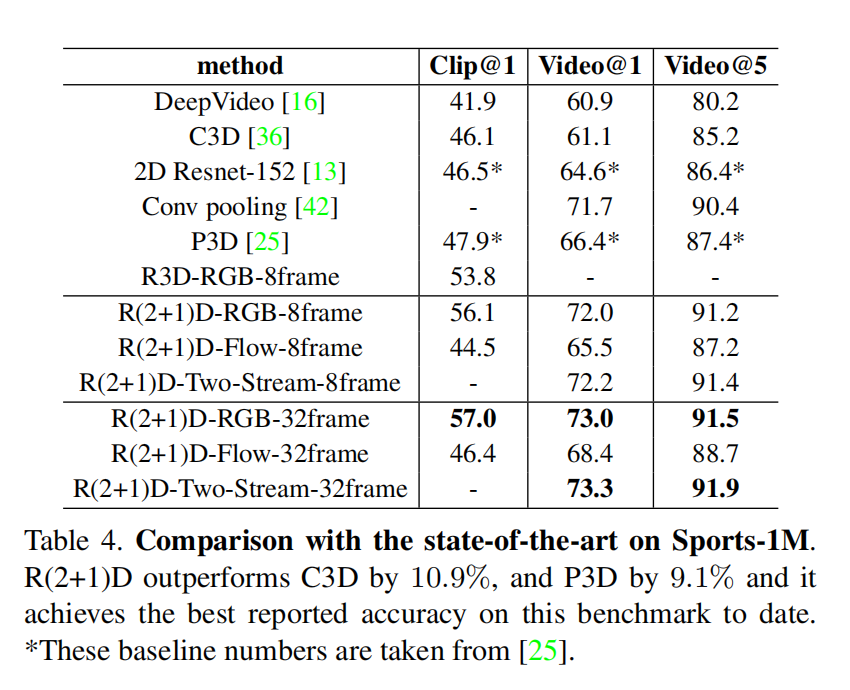 method Clip@1 Video@1 Video@5
DeepVideo [16] 41.9 60.9 80.2
C3D [36] 46.1 61.1 85.2
2D Resnet-152 [13] 46.5* 64.6* 86.4*
Conv pooling [42] - 71.7 90.4
P3D [25] 47.9* 66.4* 87.4*
R3D-RGB-8frame 53.8 - -
R(2+1)D-RGB-8frame 56.1 72.0 91.2
R(2+1)D-Flow-8frame 44.5 65.5 87.2
R(2+1)D-Two-Stream-8frame - 72.2 91.4
R(2+1)D-RGB-32frame 57.0 73.0 91.5
R(2+1)D-Flow-32frame 46.4 68.4 88.7
R(2+1)D-Two-Stream-32frame - 73.3 91.9
Table 4. Comparison with the state-of-the-art on Sports-1M.
R(2+1)D outperforms C3D by 10.9%, and P3D by 9.1% and it
achieves the best reported accuracy on this benchmark to date.
*These baseline numbers are taken from [25].